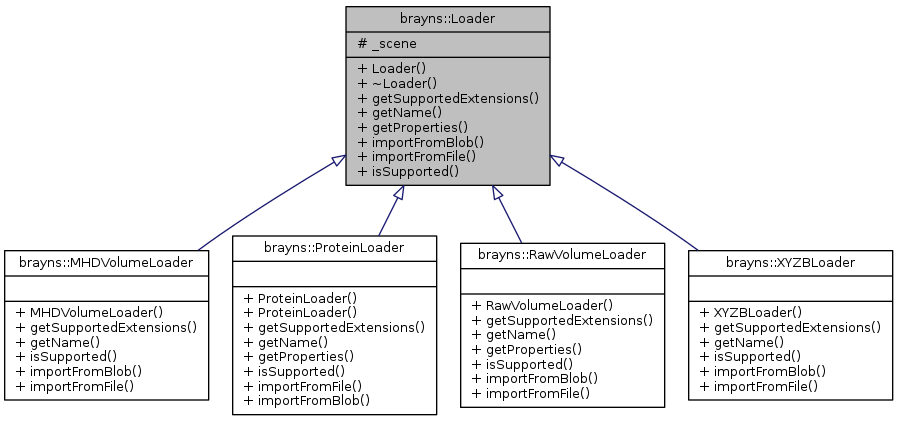 brayns::Loader
# _scene
+ Loader()
+ ~Loader()
+ getSupportedExtensions()
+ getName()
+ getProperties()
+ importFromBlob()
+ importFromFile()
+ isSupported()
brayns::MHDVolumeLoader
+ MHDVolumeLoader()
+ getSupportedExtensions()
+ getName()
+ isSupported()
+ importFromBlob()
+ importFromFile()
brayns::ProteinLoader
+ ProteinLoader()
+ ProteinLoader()
+ getSupportedExtensions()
+ getName()
+ getProperties()
+ isSupported()
+ importFromFile()
+ importFromBlob()
brayns::RawVolumeLoader
+ RawVolumeLoader()
+ getSupportedExtensions()
+ getName()
+ getProperties()
+ isSupported()
+ importFromBlob()
+ importFromFile()
brayns::XYZBLoader
+ XYZBLoader()
+ getSupportedExtensions()
+ getName()
+ isSupported()
+ importFromBlob()
+ importFromFile()